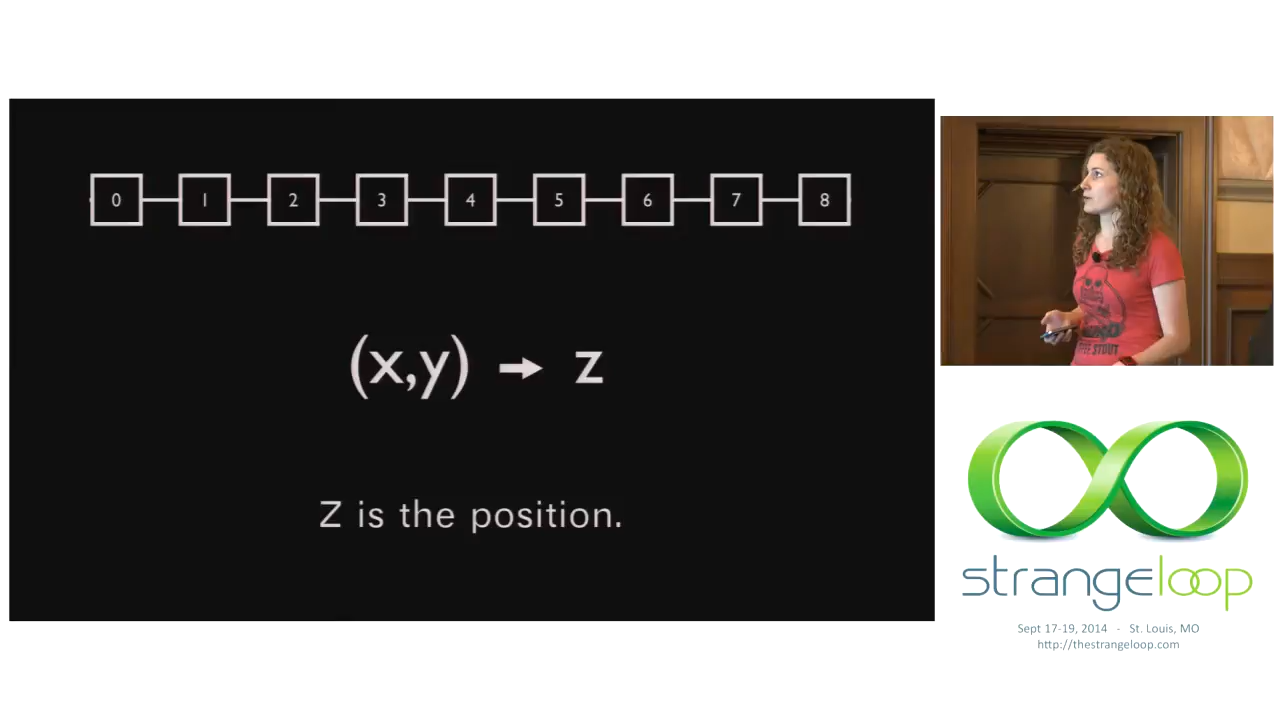 0 1 2 3 4 5 6 7 8
(x,y) → z
Z is the position.
STOUT
strangeloop
Sept 17-19, 2014 - St. Louis, MO
http://thestrangeloop.com